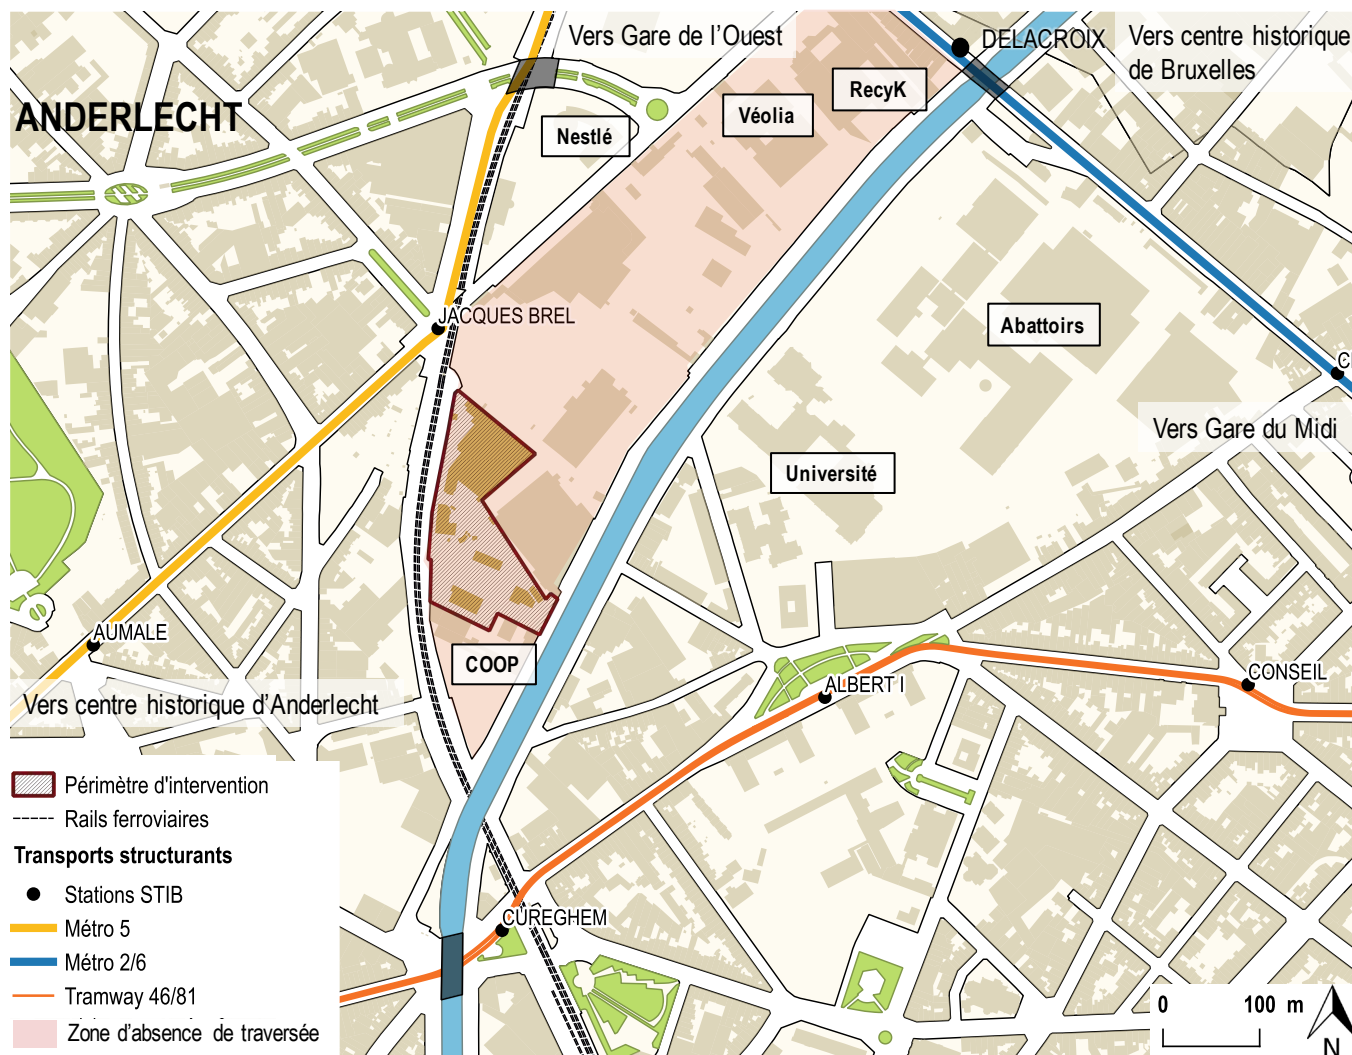 Vers Gare de l'Ouest
DELACROIX
Vers centre historique
de Bruxelles
ANDERLECHT
RecyK
Véolia
Nestlé
JACQUES BREL
Abattoirs
Vers Gare du Midi
Université
AUMALE
COOP
ALBERT I
CONSEIL
Vers centre historique d'Anderlecht
Périmètre d'intervention
Rails ferroviaires
Transports structurants
Stations STIB
CUREGHEM
Métro 5
Métro 2/6
Tramway 46/81
Zone d'absence de traversée
0 100 m
N